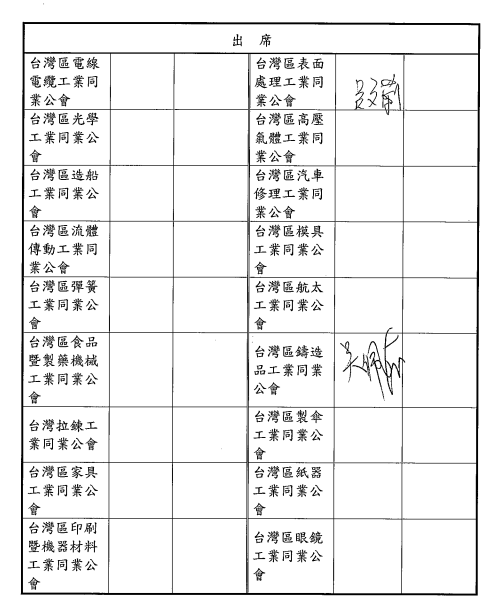 出 席
台灣區電線
電纜工業同
業公會
台灣區表面
處理工業同
業公會
台灣區光學
工業同業公
會
台灣區高壓
氣體工業同
業公會
台灣區造船
工業同業公
會
台灣區汽車
修理工業同
業公會
台灣區流體
傳動工業同
業公會
台灣區模具
工業同業公
會
台灣區彈簧
工業同業公
會
台灣區航太
工業同業公
會
台灣區食品
暨製藥機械
工業同業公
會
台灣區鑄造
品工業同業
公會
台灣拉鍊工
業同業公會
台灣區製傘
工業同業公
會
台灣區家具
工業同業公
會
台灣區紙器
工業同業公
會
台灣區印刷
暨機器材料
工業同業公
會
台灣區眼鏡
工業同業公
會